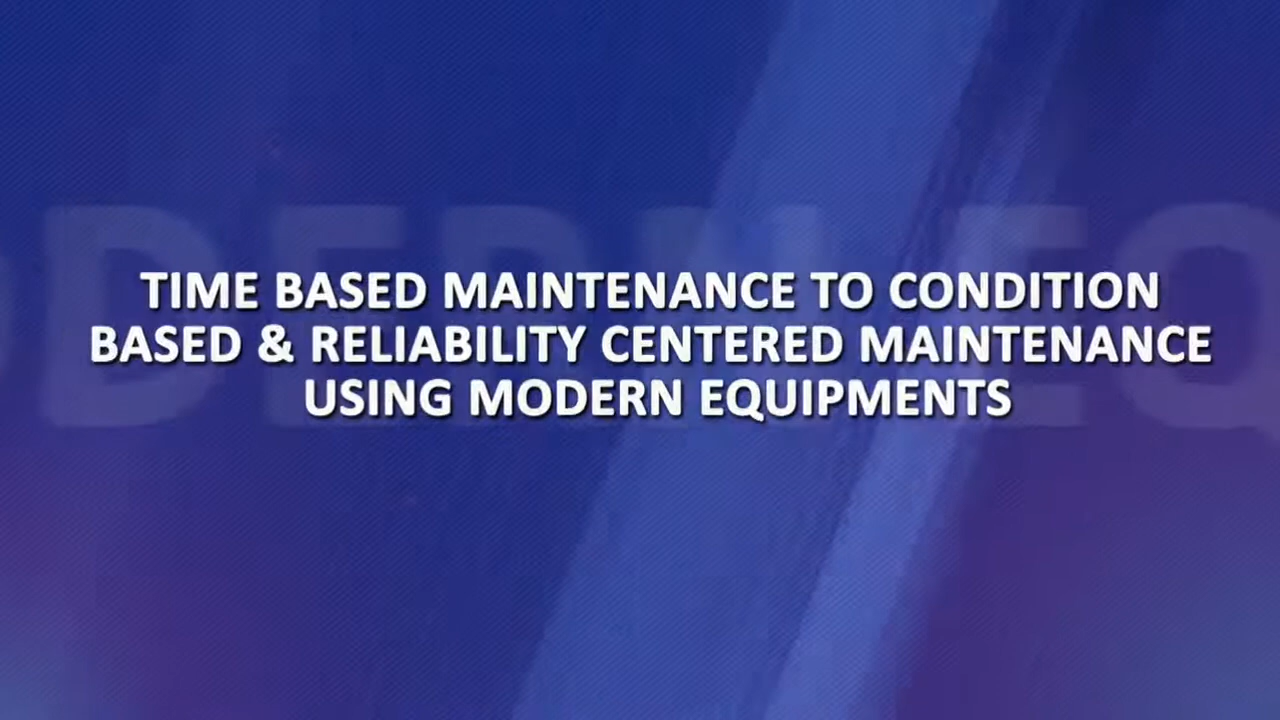 TIME BASED MAINTENANCE TO CONDITION
BASED & RELIABILITY CENTERED MAINTENANCE
USING MODERN EQUIPMENTS